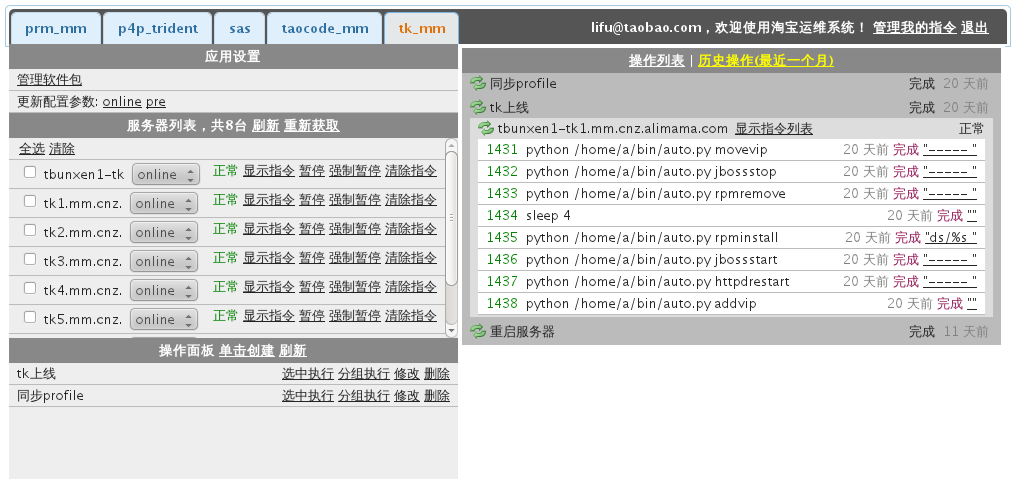 prm_mm p4p_trident sas taocode_mm tk_mm lifu@taobao.com，欢迎使用淘宝运维系统！ 管理我的指令 退出
应用设置
管理软件包
更新配置参数: online pre
服务器列表，共8台 刷新 重新获取
全选 清除
tbunxen1-tk online 正常 显示指令 暂停 强制暂停 清除指令
tk1.mm.cnz. online 正常 显示指令 暂停 强制暂停 清除指令
tk2.mm.cnz. online 正常 显示指令 暂停 强制暂停 清除指令
tk3.mm.cnz. online 正常 显示指令 暂停 强制暂停 清除指令
tk4.mm.cnz. online 正常 显示指令 暂停 强制暂停 清除指令
tk5.mm.cnz. online 正常 显示指令 暂停 强制暂停 清除指令
操作面板 单击创建 刷新
tk上线 选中执行 分组执行 修改 删除
同步profile 选中执行 分组执行 修改 删除
操作列表 | 历史操作(最近一个月)
同步profile 完成 20 天前
tk上线 完成 20 天前
tbunxen1-tk1.mm.cnz.alimama.com 显示指令列表 正常
1431 python /home/a/bin/auto.py movevip 20 天前 完成 "----- "
1432 python /home/a/bin/auto.py jbossstop 20 天前 完成 "----- "
1433 python /home/a/bin/auto.py rpmremove 20 天前 完成 "----- "
1434 sleep 4 20 天前 完成 ""
1435 python /home/a/bin/auto.py rpminstall 20 天前 完成 "ds/%s "
1436 python /home/a/bin/auto.py jbossstart 20 天前 完成 "----- "
1437 python /home/a/bin/auto.py httpdrestart 20 天前 完成 "----- "
1438 python /home/a/bin/auto.py addvip 20 天前 完成 ""
重启服务器 完成 11 天前